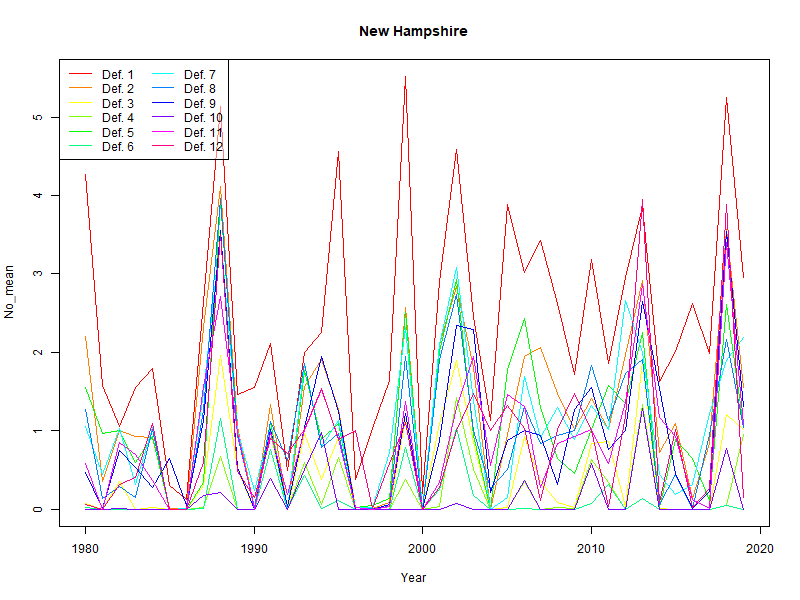 New Hampshire
Def. 1 Def. 7
Def. 2 Def. 8
Def. 3 Def. 9
Def. 4 Def. 10
Def. 5 Def. 11
Def. 6 Def. 12
No_mean
5
4
3
2
1
0
1980 1990 2000 2010 2020
Year